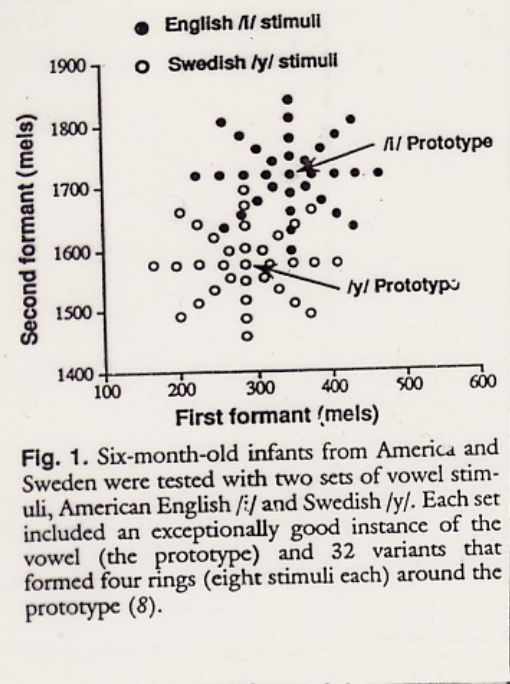 English /i/ stimuli
Swedish /y/ stimuli
1900
1800
1700
1600
1500
1400
Second formant (mels)
/i/ Prototype
/y/ Prototype
100 200 300 400 500 600
First formant (mels)
Fig. 1. Six-month-old infants from America and
Sweden were tested with two sets of vowel stim-
uli, American English /i/ and Swedish /y/. Each set
included an exceptionally good instance of the
vowel (the prototype) and 32 variants that
formed four rings (eight stimuli each) around the
prototype (8).